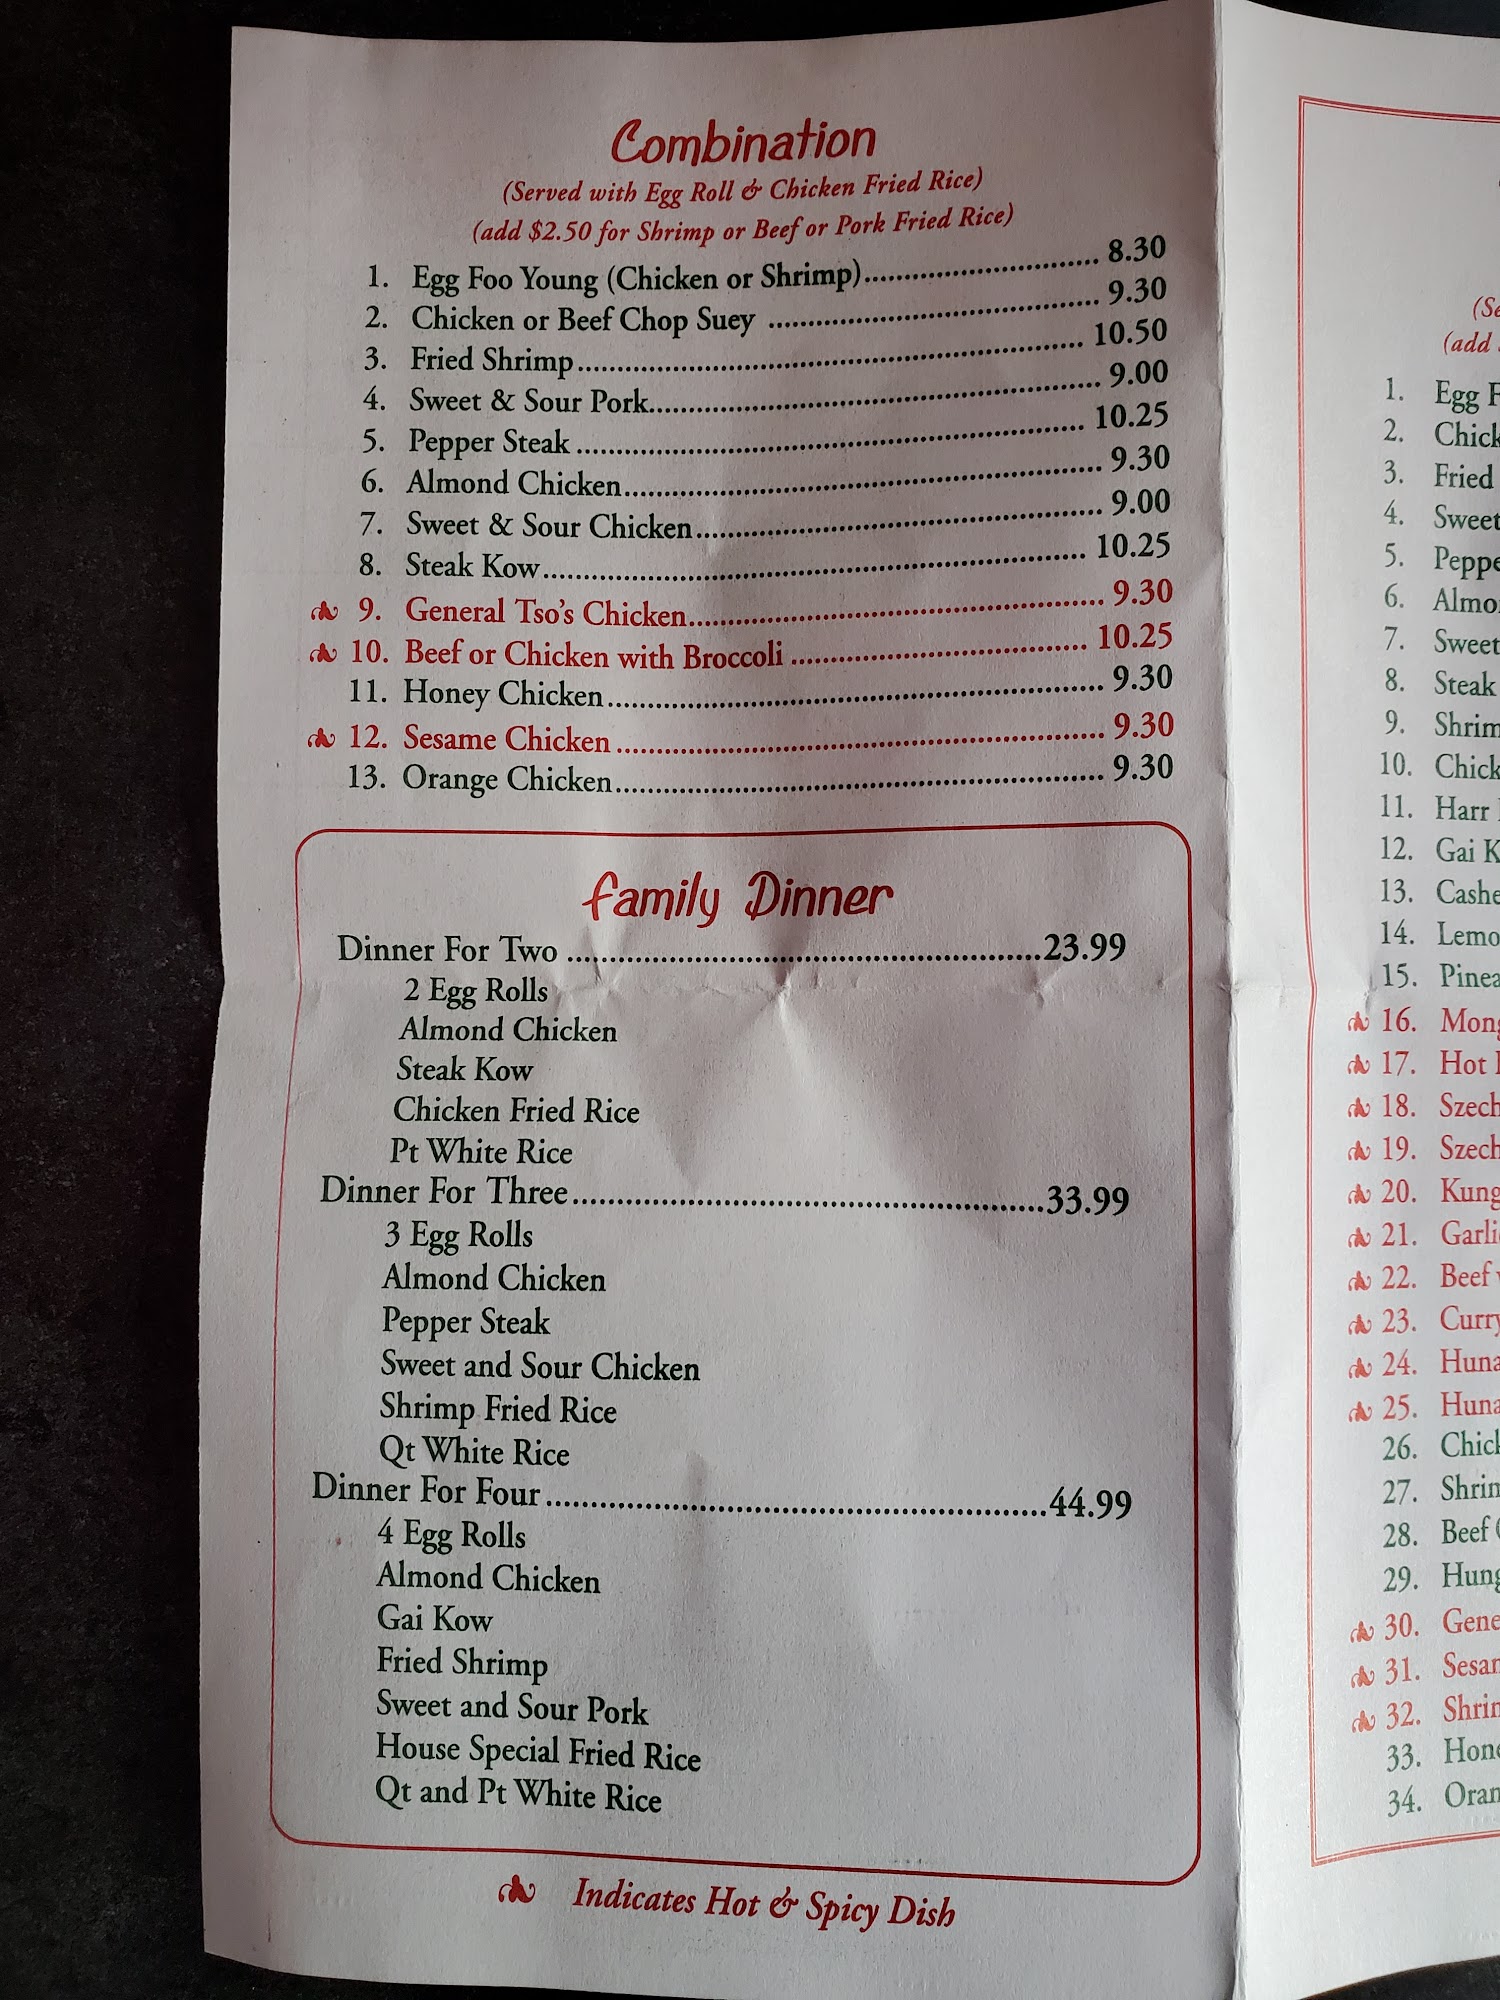 Combination
(Served with Egg Roll & Chicken Fried Rice)
(add $2.50 for Shrimp or Beef or Pork Fried Rice)
1. Egg Foo Young (Chicken or Shrimp)........ 8.30
2. Chicken or Beef Chop Suey ........ 9.30
3. Fried Shrimp........ 10.50
4. Sweet & Sour Pork........ 9.00
5. Pepper Steak ........ 10.25
6. Almond Chicken........ 9.30
7. Sweet & Sour Chicken........ 9.00
8. Steak Kow........ 10.25
9. General Tso's Chicken........ 9.30
10. Beef or Chicken with Broccoli ........ 10.25
11. Honey Chicken........ 9.30
12. Sesame Chicken ........ 9.30
13. Orange Chicken........ 9.30
Family Dinner
Dinner For Two ........23.99
2 Egg Rolls
Almond Chicken
Steak Kow
Chicken Fried Rice
Pt White Rice
Dinner For Three........33.99
3 Egg Rolls
Almond Chicken
Pepper Steak
Sweet and Sour Chicken
Shrimp Fried Rice
Qt White Rice
Dinner For Four........44.99
4 Egg Rolls
Almond Chicken
Gai Kow
Fried Shrimp
Sweet and Sour Pork
House Special Fried Rice
Qt and Pt White Rice
Indicates Hot & Spicy Dish
(add
1. Egg
2.
3. Fried
4. Sweet
5.
6.
7. Sweet
8. Steak
9.
10.
11. Harr
12. Gai
13.
14.
15.
16.
17. Hot
18.
19.
20.
21.
22. Beef
23.
24.
25.
26.
27.
28. Beef
29.
30.
31.
32.
33.
34.